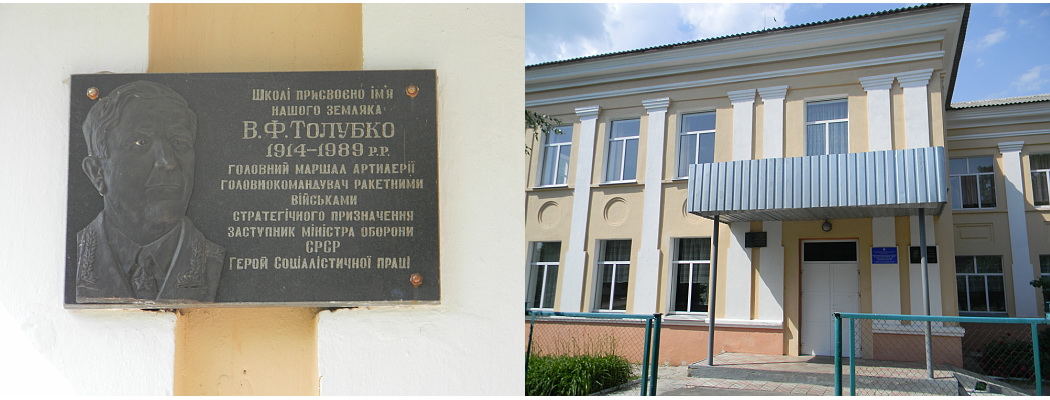 Школі присвоєно ім'я
нашого земляка
В.Ф.Толубко
1914–1989 р.р.
головний маршал артилерії
головнокомандувач ракетними
військами
стратегічного призначення
заступник міністра оборони
СРСР
Герой Соціалістичної праці